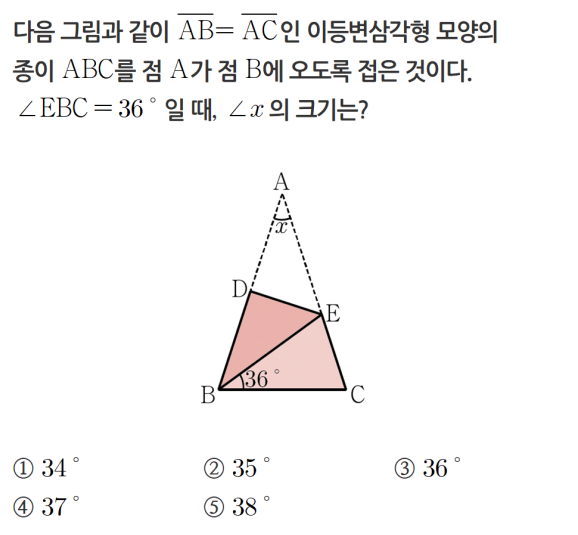 다음 그림과 같이 AB= AC인 이등변삼각형 모양의
종이 ABC를 점 A가 점 B에 오도록 접은 것이다.
∠EBC=36°일 때, ∠x의 크기는?
A
x
D
E
36°
B
C
① 34° ② 35° ③ 36°
④ 37° ⑤ 38°